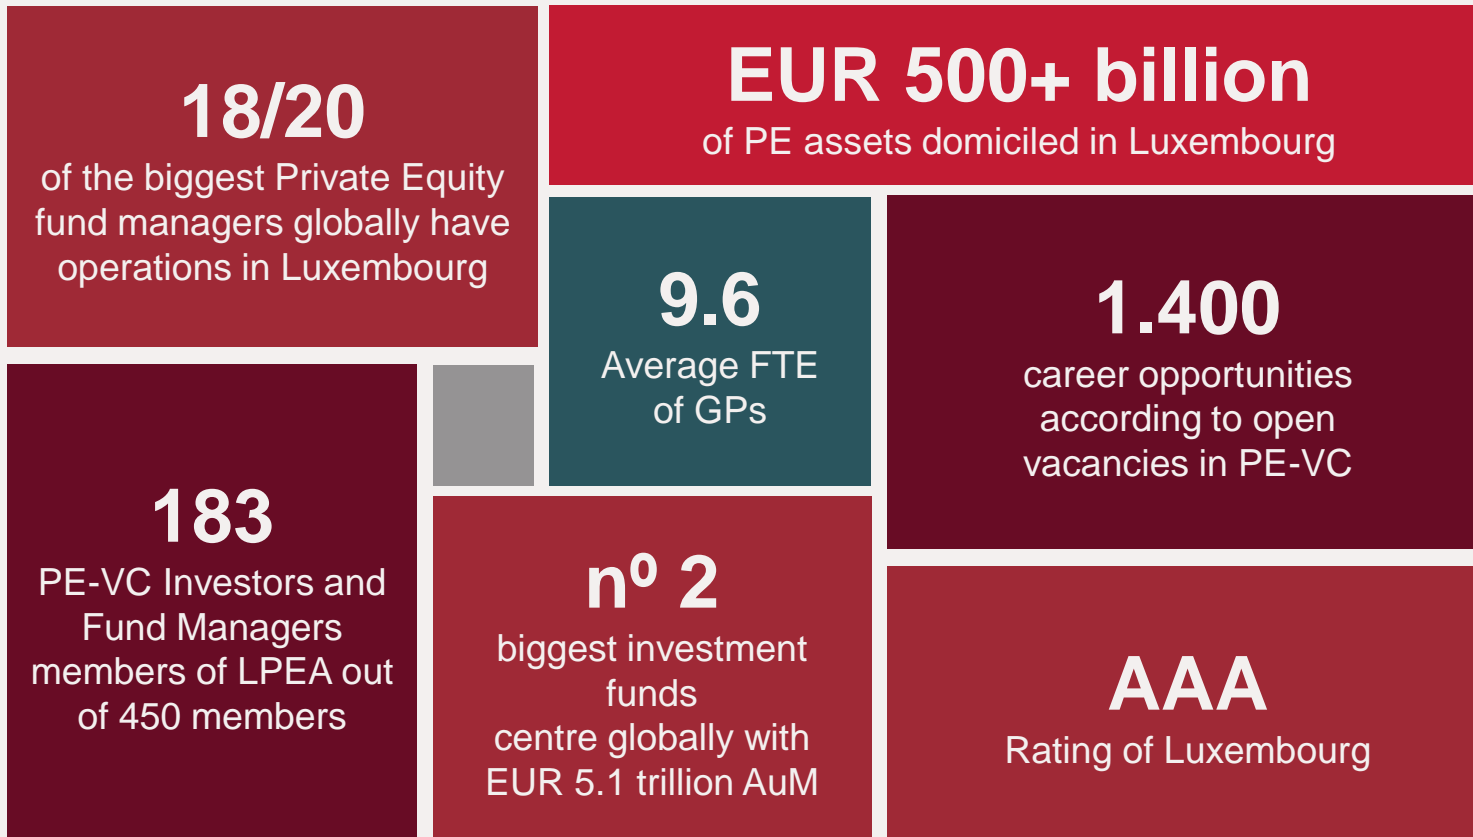 18/20
of the biggest Private Equity
fund managers globally have
operations in Luxembourg
EUR 500+ billion
of PE assets domiciled in Luxembourg
9.6
Average FTE
of GPs
1.400
career opportunities
according to open
vacancies in PE-VC
183
PE-VC Investors and
Fund Managers
members of LPEA out
of 450 members
nº 2
biggest investment
funds
centre globally with
EUR 5.1 trillion AuM
AAA
Rating of Luxembourg